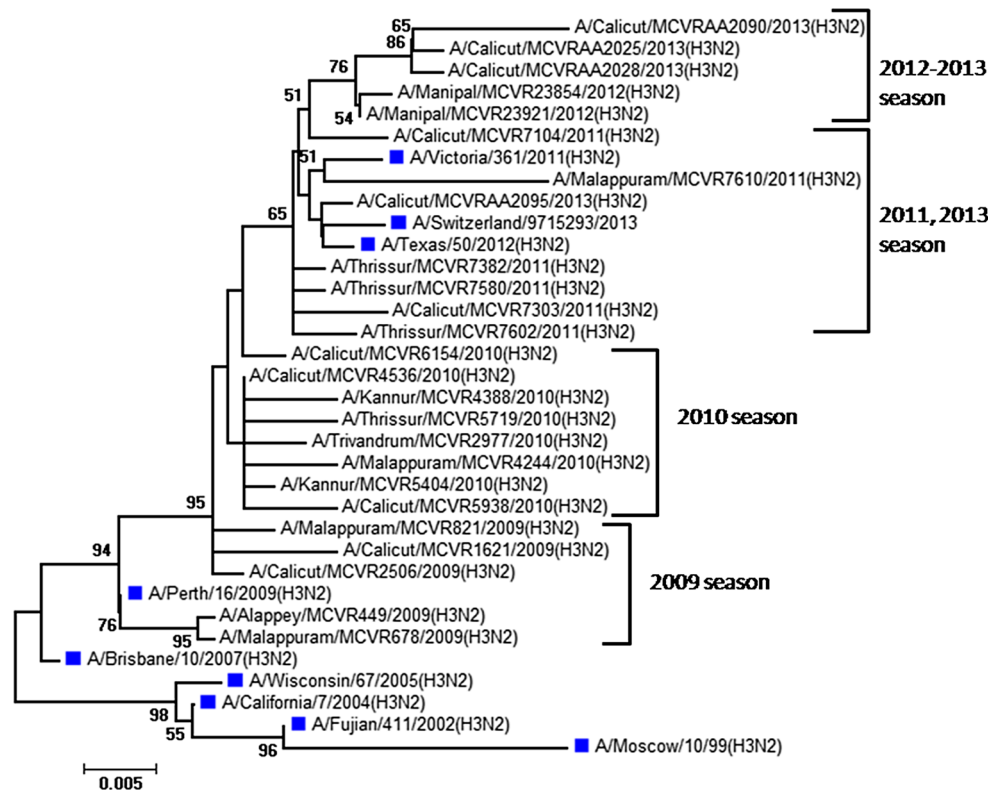 65
A/Calicut/MCVRAA2090/2013(H3N2)
86
A/Calicut/MCVRAA2025/2013(H3N2)
76
A/Calicut/MCVRAA2028/2013(H3N2)
2012-2013
season
51
A/Manipal/MCVR23854/2012(H3N2)
54
A/Manipal/MCVR23921/2012(H3N2)
A/Calicut/MCVR7104/2011(H3N2)
51
A/Victoria/361/2011(H3N2)
A/Malappuram/MCVR7610/2011(H3N2)
A/Calicut/MCVRAA2095/2013(H3N2)
65
A/Switzerland/9715293/2013
2011, 2013
season
A/Texas/50/2012(H3N2)
A/Thrissur/MCVR7382/2011(H3N2)
A/Thrissur/MCVR7580/2011(H3N2)
A/Calicut/MCVR7303/2011(H3N2)
A/Thrissur/MCVR7602/2011(H3N2)
A/Calicut/MCVR6154/2010(H3N2)
A/Calicut/MCVR4536/2010(H3N2)
A/Kannur/MCVR4388/2010(H3N2)
A/Thrissur/MCVR5719/2010(H3N2)
2010 season
A/Trivandrum/MCVR2977/2010(H3N2)
A/Malappuram/MCVR4244/2010(H3N2)
A/Kannur/MCVR5404/2010(H3N2)
95
A/Calicut/MCVR5938/2010(H3N2)
A/Malappuram/MCVR821/2009(H3N2)
94
A/Calicut/MCVR1621/2009(H3N2)
A/Calicut/MCVR2506/2009(H3N2)
2009 season
A/Perth/16/2009(H3N2)
76
A/Alappey/MCVR449/2009(H3N2)
95
A/Malappuram/MCVR678/2009(H3N2)
A/Brisbane/10/2007(H3N2)
A/Wisconsin/67/2005(H3N2)
98
A/California/7/2004(H3N2)
55
A/Fujian/411/2002(H3N2)
96
A/Moscow/10/99(H3N2)
0.005